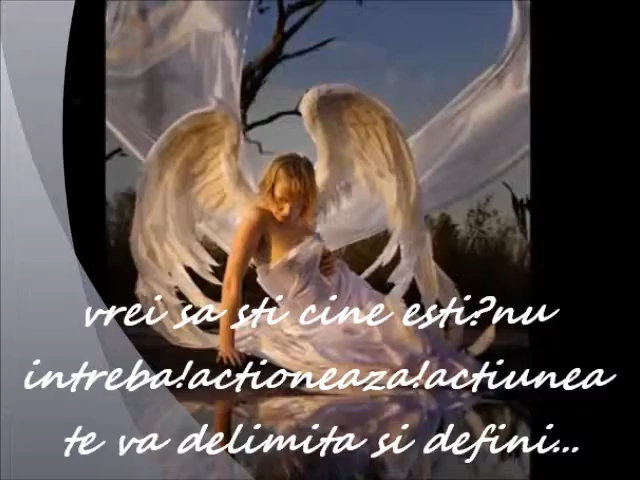 vrei sa sti cine esti?nu
intreba!actioneaza!actiunea
te va delimita si defini...